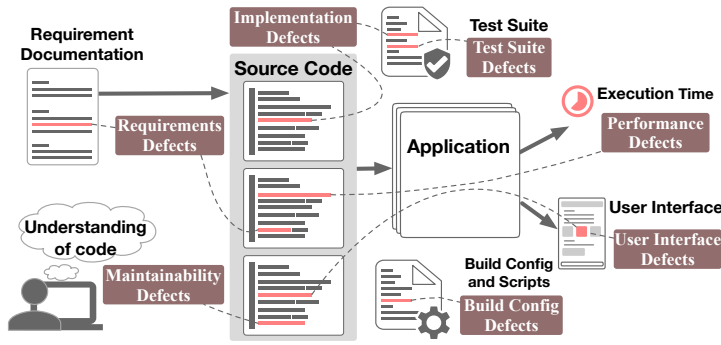 Requirement
Documentation
Implementation
Defects
Test Suite
Test Suite
Defects
Source Code
Execution Time
Requirements
Defects
Application
Performance
Defects
Understanding
of code
User Interface
User Interface
Defects
Maintainability
Defects
Build Config
and Scripts
Build Config
Defects